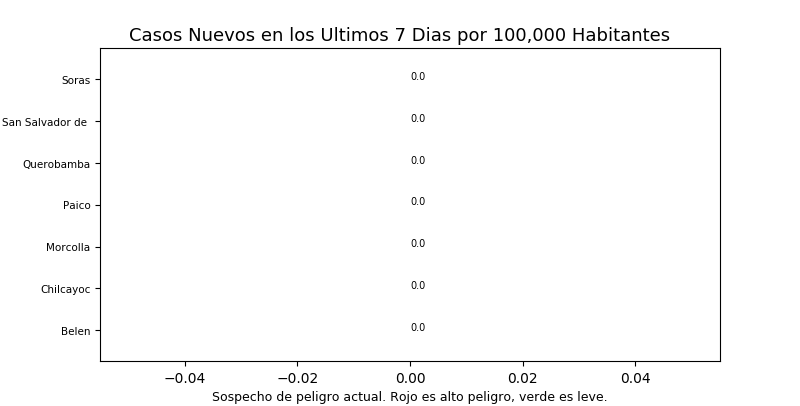 Casos Nuevos en los Ultimos 7 Dias por 100,000 Habitantes
Soras 0.0
San Salvador de 0.0
Querobamba 0.0
Paico 0.0
Morcolla 0.0
Chilcayoc 0.0
Belen 0.0
−0.04 −0.02 0.00 0.02 0.04
Sospecho de peligro actual. Rojo es alto peligro, verde es leve.